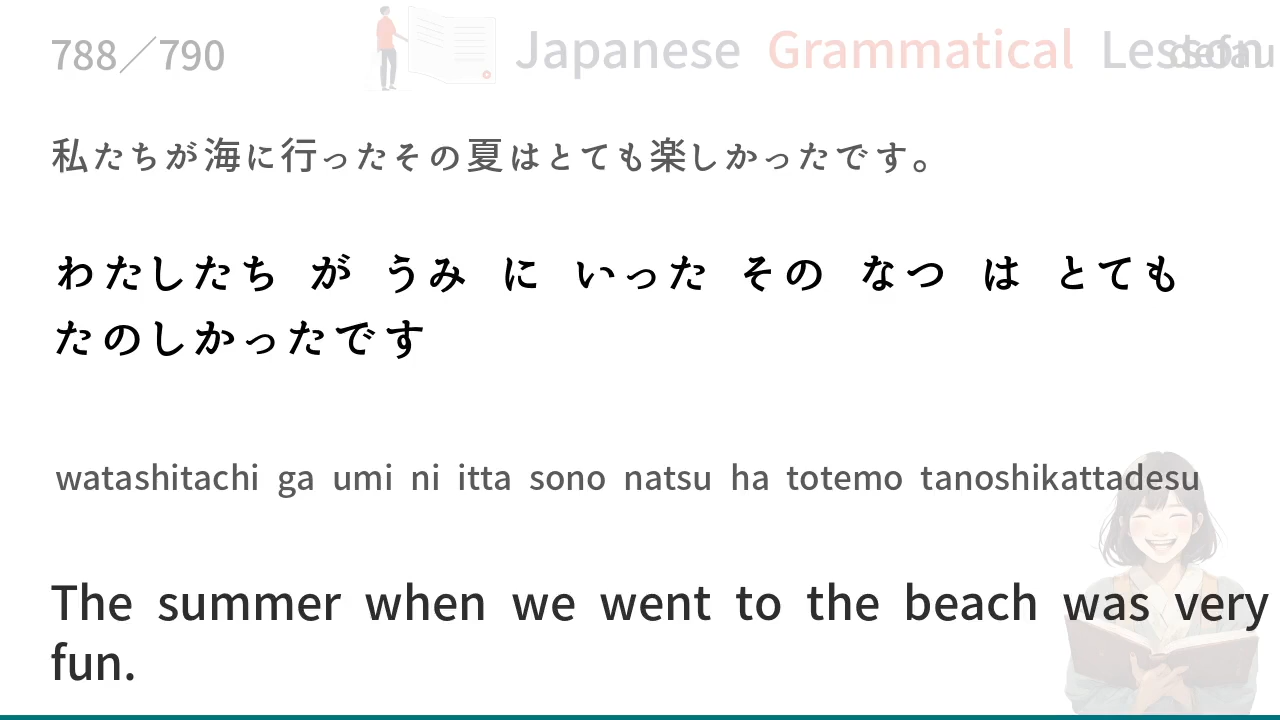 788／790
Japanese Grammatical Lesson
私たちが海に行ったその夏はとても楽しかったです。
わたしたち が うみ に いった その なつ は とても
たのしかったです
watashitachi ga umi ni itta sono natsu ha totemo tanoshikattadesu
The summer when we went to the beach was very
fun.